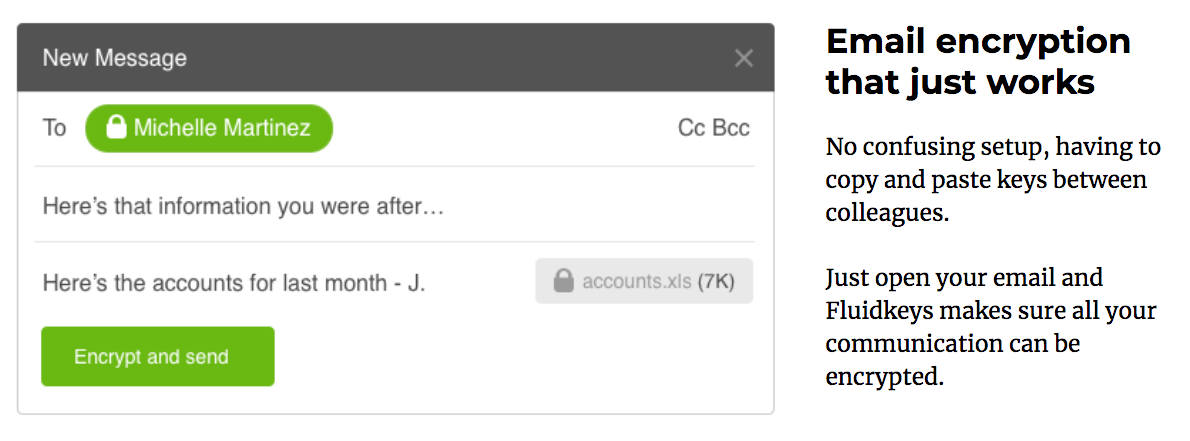 New Message
To Michelle Martinez Cc Bcc
Here’s that information you were after…
Here’s the accounts for last month - J. accounts.xls (7K)
Encrypt and send
Email encryption
that just works
No confusing setup, having to
copy and paste keys between
colleagues.
Just open your email and
Fluidkeys makes sure all your
communication can be
encrypted.